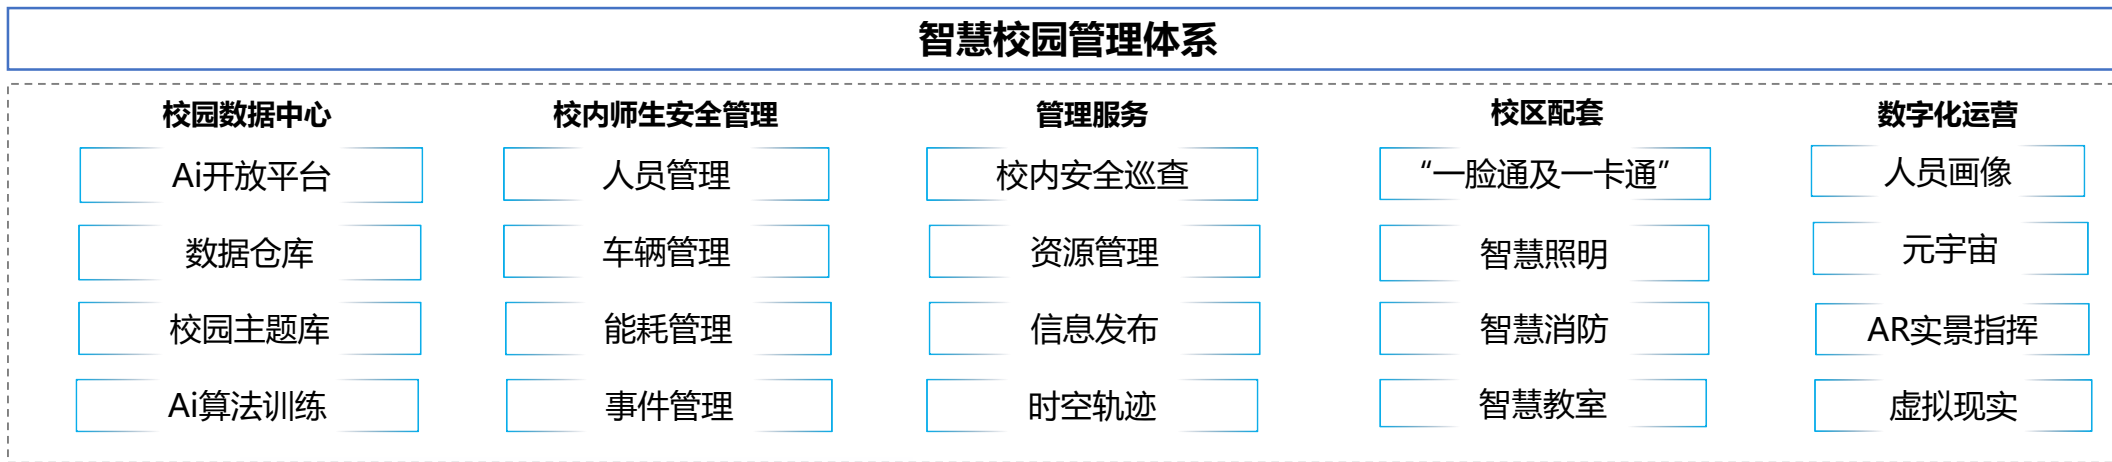 智慧校园管理体系
校园数据中心 校内师生安全管理 管理服务 校区配套 数字化运营
Ai开放平台 人员管理 校内安全巡查 “一脸通及一卡通” 人员画像
数据仓库 车辆管理 资源管理 智慧照明 元宇宙
校园主题库 能耗管理 信息发布 智慧消防 AR实景指挥
Ai算法训练 事件管理 时空轨迹 智慧教室 虚拟现实